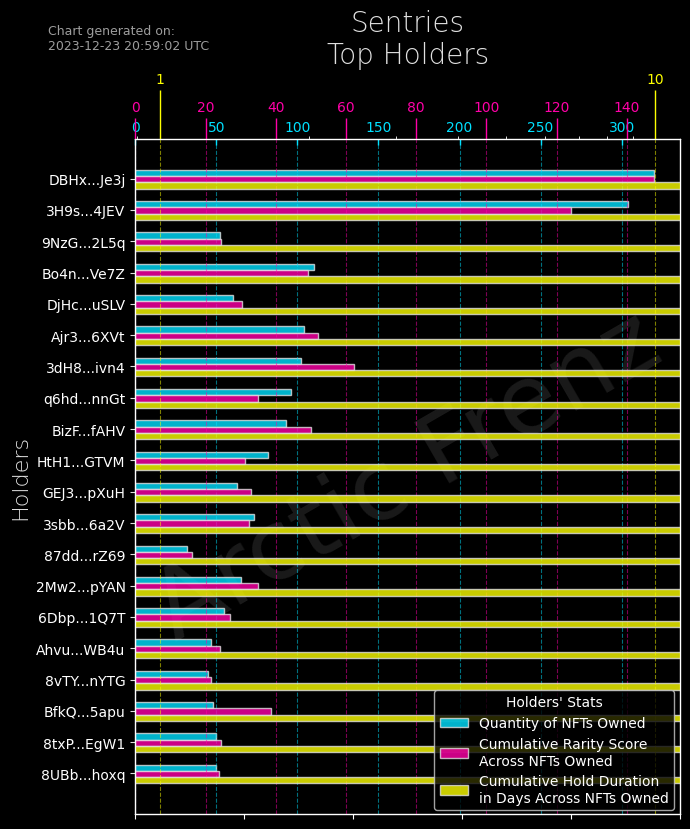 Chart generated on:
2023-12-23 20:59:02 UTC
Sentries
Top Holders
1 10
0 20 40 60 80 100 120 140
0 50 100 150 200 250 300
Holders
DBHx...Je3j
3H9s...4JEV
9NzG...2L5q
Bo4n...Ve7Z
DjHc...uSLV
Ajr3...6XVt
3dH8...ivn4
q6hd...nnGt
BizF...fAHV
HtH1...GTVM
GEJ3...pXuH
3sbb...6a2V
87dd...rZ69
2Mw2...pYAN
6Dbp...1Q7T
Ahvu...WB4u
8vTY...nYTG
BfkQ...5apu
8txP...EgW1
8UBb...hoxq
Arctic Frenz
Holders' Stats
Quantity of NFTs Owned
Cumulative Rarity Score
Across NFTs Owned
Cumulative Hold Duration
in Days Across NFTs Owned